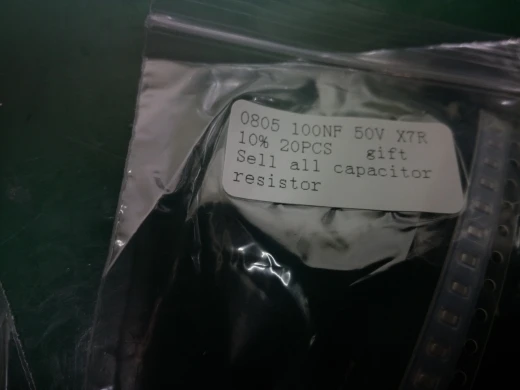 0805 100NF 50V X7R
10% 20PCS gift
Sell all capacitor
resistor